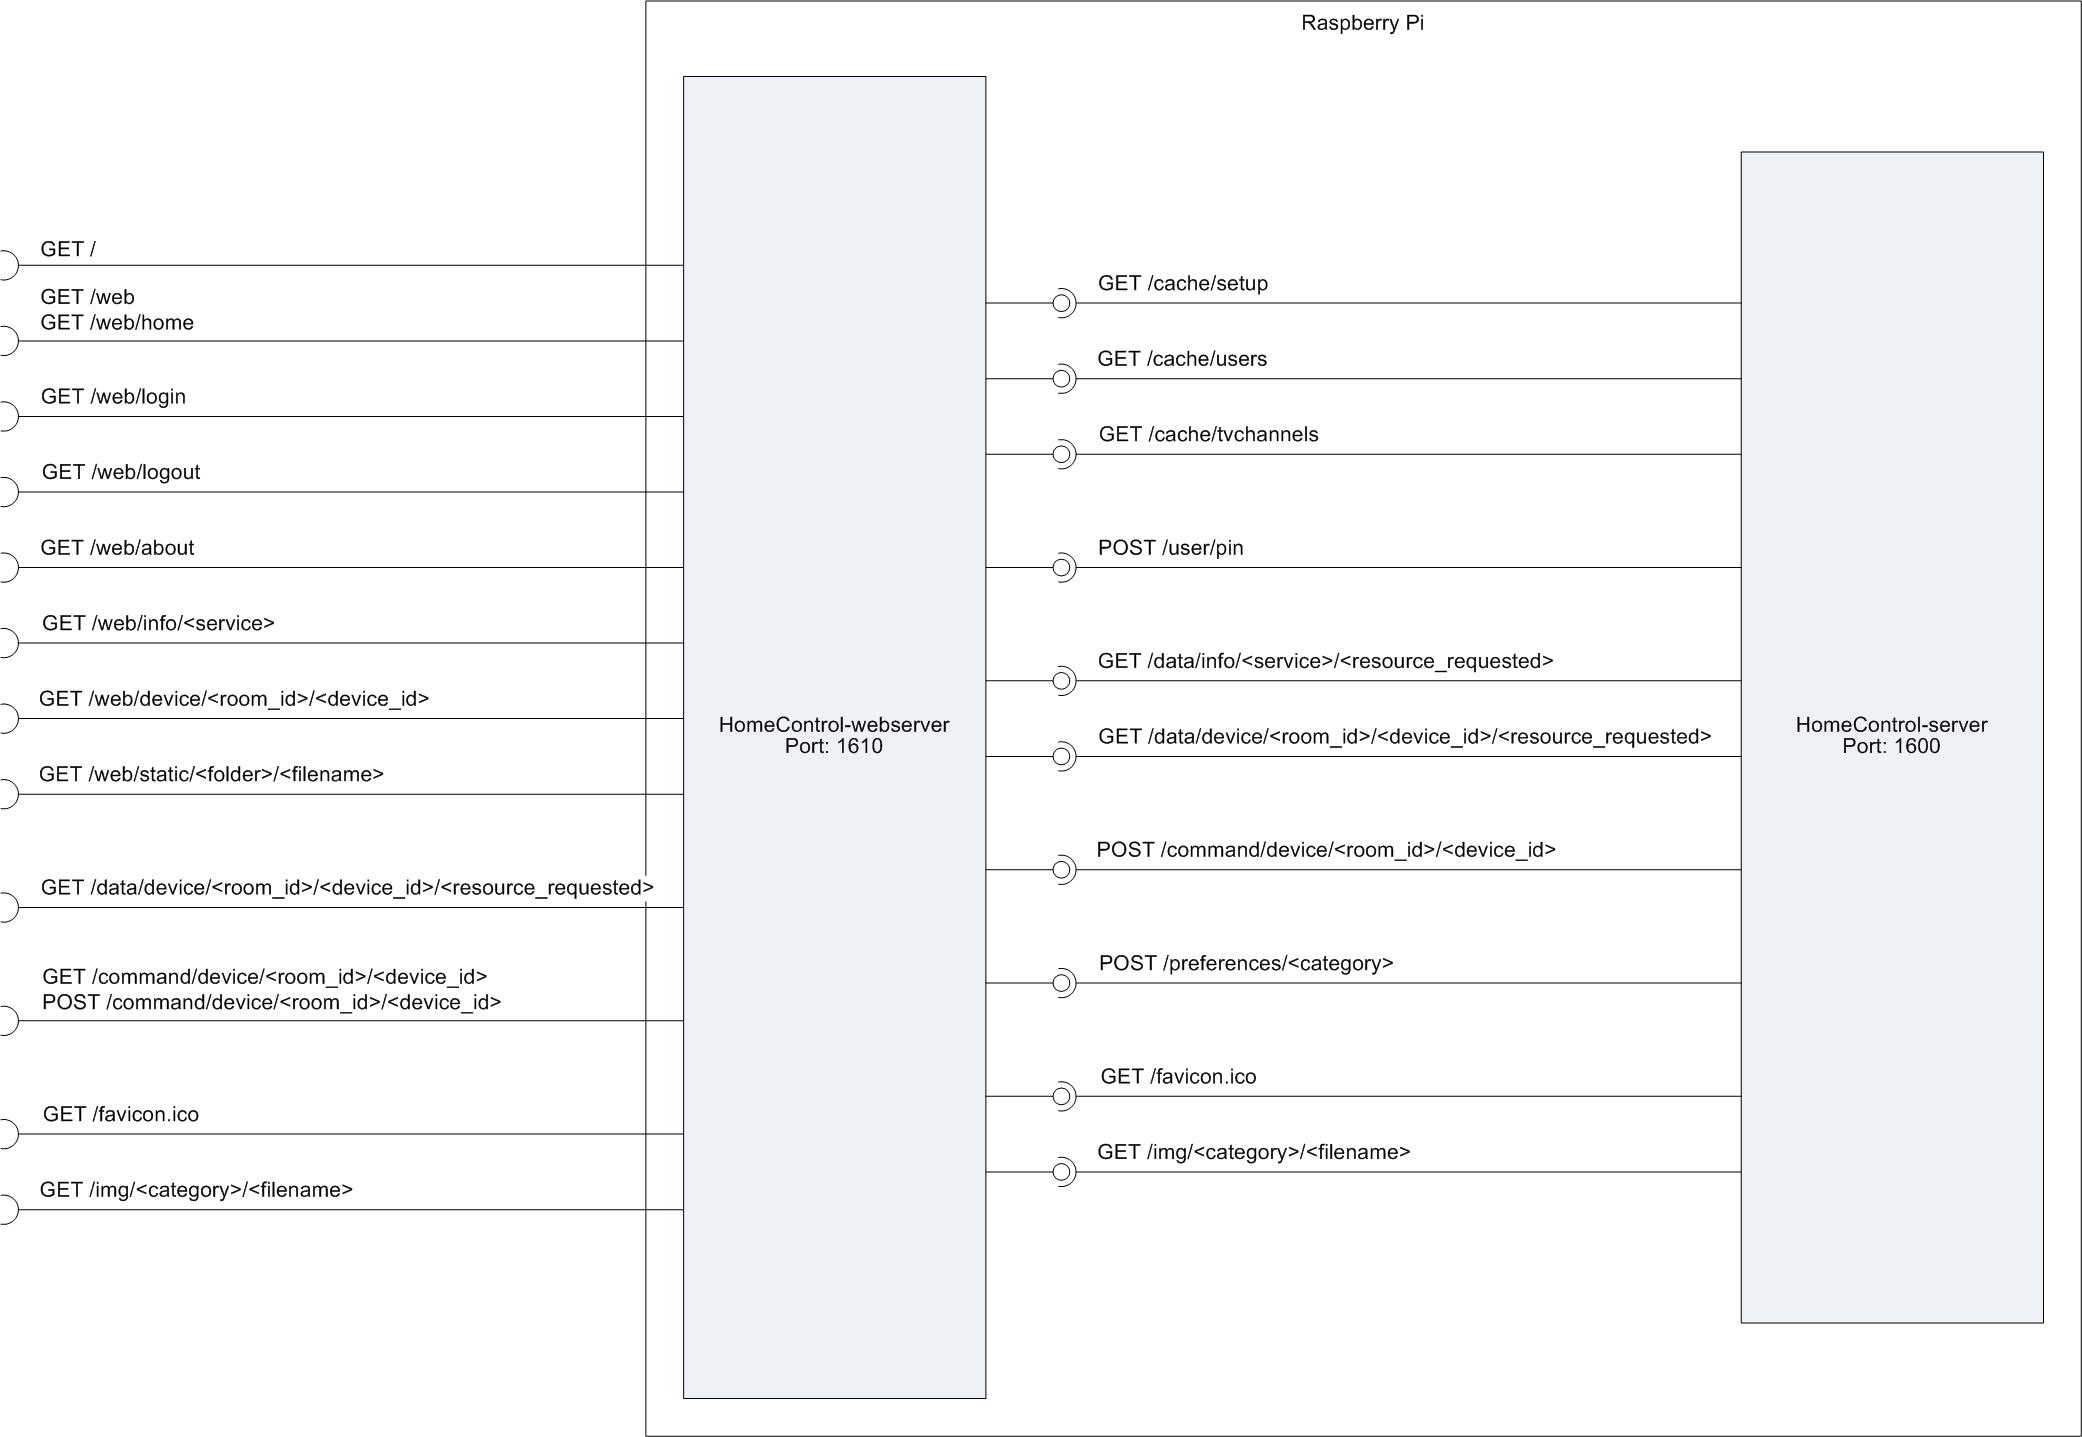 Raspberry Pi
GET /
GET /web
GET /web/home
GET /web/login
GET /web/logout
GET /web/about
GET /web/info/<service>
GET /web/device/<room_id>/<device_id>
GET /web/static/<folder>/<filename>
GET /data/device/<room_id>/<device_id>/<resource_requested>
GET /command/device/<room_id>/<device_id>
POST /command/device/<room_id>/<device_id>
GET /favicon.ico
GET /img/<category>/<filename>
HomeControl-webserver
Port: 1610
GET /cache/setup
GET /cache/users
GET /cache/tvchannels
POST /user/pin
GET /data/info/<service>/<resource_requested>
GET /data/device/<room_id>/<device_id>/<resource_requested>
POST /command/device/<room_id>/<device_id>
POST /preferences/<category>
GET /favicon.ico
GET /img/<category>/<filename>
HomeControl-server
Port: 1600